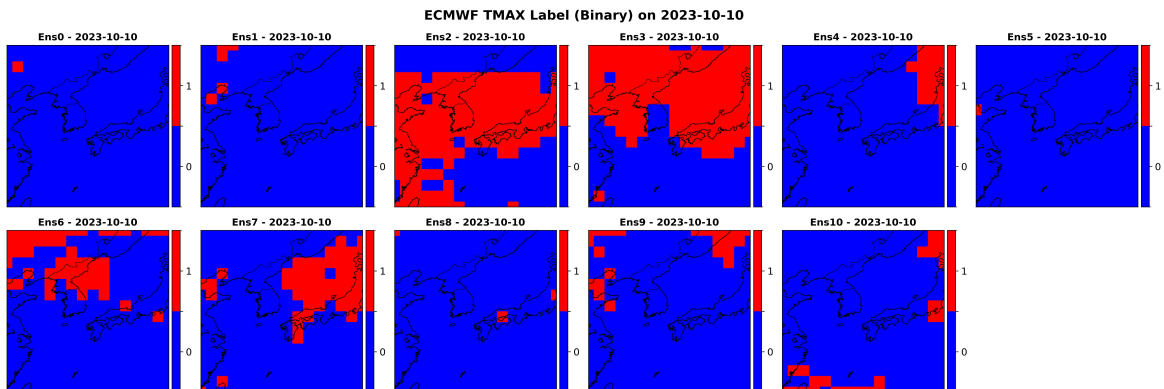 ECMWF TMAX Label (Binary) on 2023-10-10
Ens0 - 2023-10-10
Ens1 - 2023-10-10
Ens2 - 2023-10-10
Ens3 - 2023-10-10
Ens4 - 2023-10-10
Ens5 - 2023-10-10
1
0
1
0
1
0
1
0
1
0
1
0
Ens6 - 2023-10-10
Ens7 - 2023-10-10
Ens8 - 2023-10-10
Ens9 - 2023-10-10
Ens10 - 2023-10-10
1
0
1
0
1
0
1
0
1
0